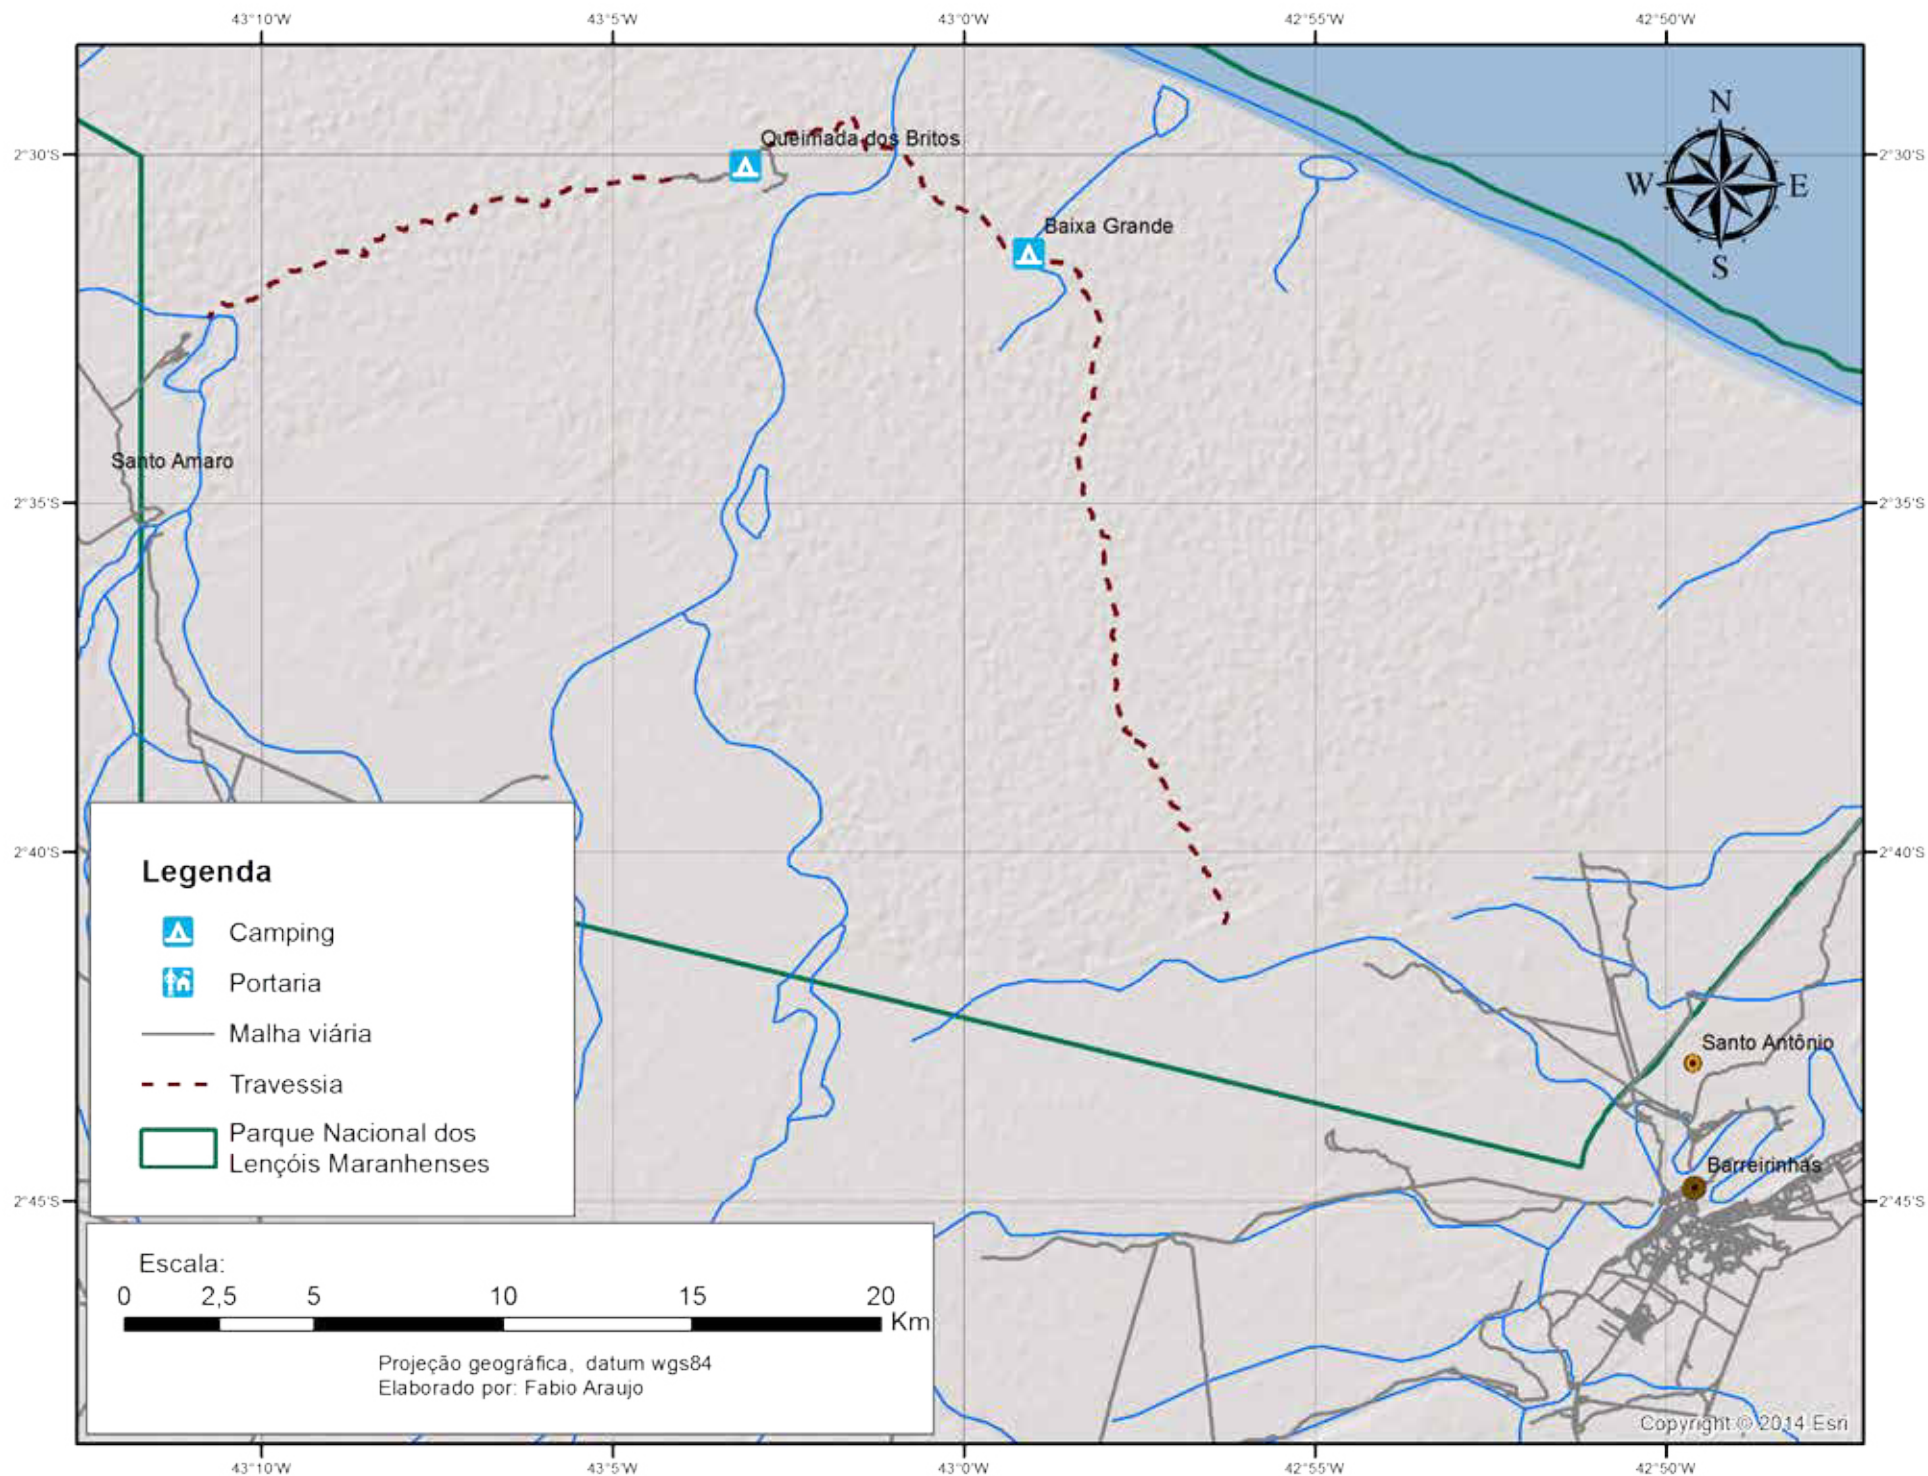 43°10'W 43°5'W 43°0'W 42°55'W 42°50'W
N
W E
S
Queimada dos Britos
2°30'S 2°30'S
Baixa Grande
Santo Amaro
2°35'S 2°35'S
2°40'S 2°40'S
Legenda
Camping
Portaria
Malha viária
Travessia
Parque Nacional dos
Lençóis Maranhenses
Santo Antônio
Barreirinhas
2°45'S 2°45'S
Escala:
0 2,5 5 10 15 20
Km
Projeção geográfica, datum wgs84
Elaborado por: Fabio Araujo
Copyright:© 2014 Esri
43°10'W 43°5'W 43°0'W 42°55'W 42°50'W